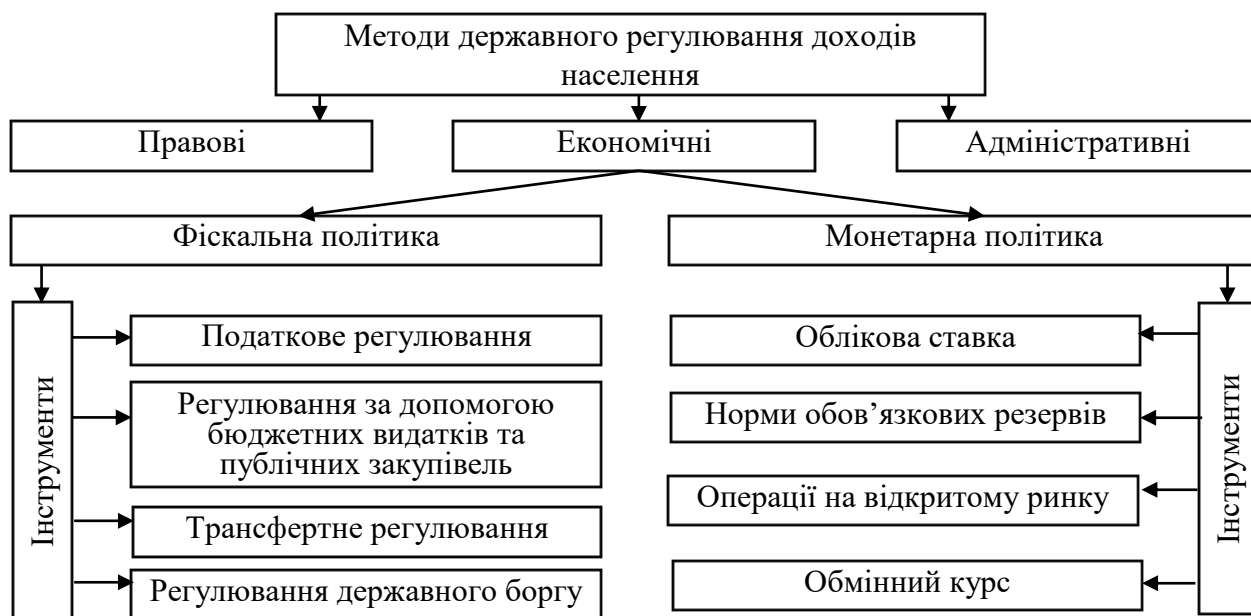 Методи державного регулювання доходів
населення
Правові
Економічні
Адміністративні
Фіскальна політика
Монетарна політика
Інструменти
Податкове регулювання
Регулювання за допомогою
бюджетних видатків та
публічних закупівель
Трансфертне регулювання
Регулювання державного боргу
Облікова ставка
Норми обов’язкових резервів
Операції на відкритому ринку
Обмінний курс
Інструменти